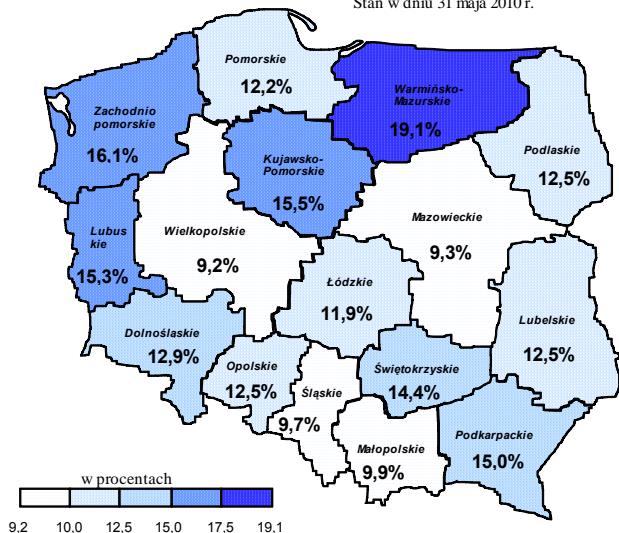 Stan w dniu 31 maja 2010 r.
Pomorskie
12,2%
Warmińsko-
Mazurskie
19,1%
Zachodnio
pomorskie
16.1%
Kujawsko-
Pomorskie
15,5%
Podlaskie
12,5%
Lubus
kie
15,3%
Wielkopolskie
9,2%
Mazowieckie
9,3%
Łódzkie
11,9%
Lubelskie
12,5%
Dolnośląskie
12,9%
Opolskie
12,5%
Śląskie
9,7%
Świętokrzyskie
14,4%
Małopolskie
9,9%
Podkarpackie
15,0%
w procentach
9,2 10,0 12,5 15,0 17,5 19,1